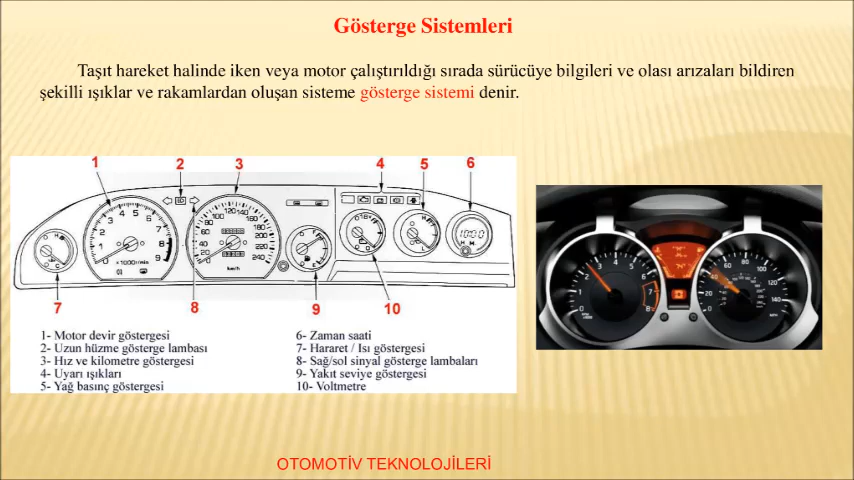 Gösterge Sistemleri
Taşıt hareket halinde iken veya motor çalıştırıldığı sırada sürücüye bilgileri ve olası arızaları bildiren
şekilli ışıklar ve rakamlardan oluşan sisteme gösterge sistemi denir.
1 2 3 4 5 6
7 8 9 10
1- Motor devir göstergesi
2- Uzun hüzme gösterge lambası
3- Hız ve kilometre göstergesi
4- Uyarı ışıkları
5- Yağ basınç göstergesi
6- Zaman saati
7- Hararet / Isı göstergesi
8- Sağ/sol sinyal gösterge lambaları
9- Yakıt seviye göstergesi
10- Voltmetre
OTOMOTİV TEKNOLOJİLERİ